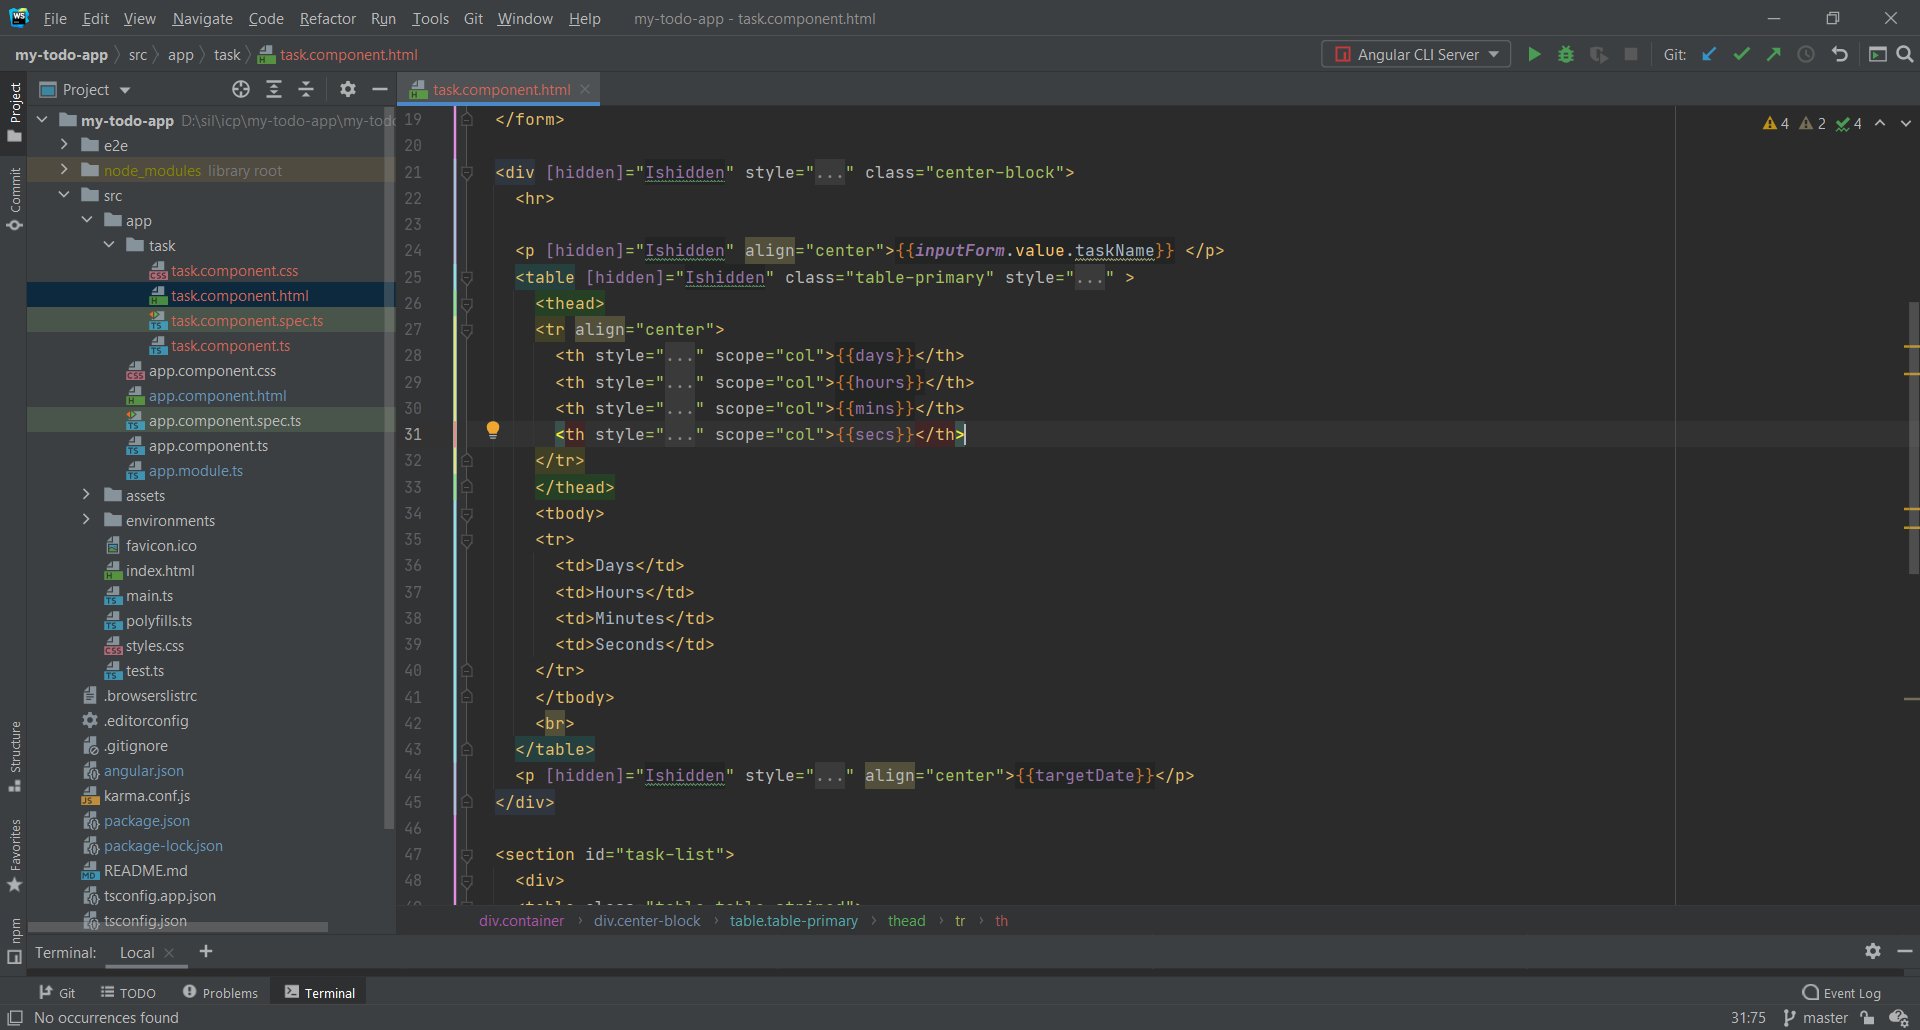 WS File Edit View Navigate Code Refactor Run Tools Git Window Help my-todo-app - task.component.html
my-todo-app src app task task.component.html Angular CLI Server Git:
Project
task.component.html
my-todo-app D:\sil\icp\my-todo-app\my-todo
e2e
node_modules library root
src
app
task
task.component.css
task.component.html
task.component.spec.ts
task.component.ts
app.component.css
app.component.html
app.component.spec.ts
app.component.ts
app.module.ts
assets
environments
favicon.ico
index.html
main.ts
polyfills.ts
styles.css
test.ts
.browserslistrc
.editorconfig
.gitignore
angular.json
karma.conf.js
package.json
package-lock.json
README.md
tsconfig.app.json
tsconfig.json
Project
Commit
Structure
Favorites
npm
4 2 4
19 </form>
20
21 <div [hidden]="Ishidden" style="..." class="center-block">
22 <hr>
23
24 <p [hidden]="Ishidden" align="center">{{inputForm.value.taskName}} </p>
25 <table [hidden]="Ishidden" class="table-primary" style="..." >
26 <thead>
27 <tr align="center">
28 <th style="..." scope="col">{{days}}</th>
29 <th style="..." scope="col">{{hours}}</th>
30 <th style="..." scope="col">{{mins}}</th>
31 <th style="..." scope="col">{{secs}}</th>
32 </tr>
33 </thead>
34 <tbody>
35 <tr>
36 <td>Days</td>
37 <td>Hours</td>
38 <td>Minutes</td>
39 <td>Seconds</td>
40 </tr>
41 </tbody>
42 <br>
43 </table>
44 <p [hidden]="Ishidden" style="..." align="center">{{targetDate}}</p>
45 </div>
46
47 <section id="task-list">
48 <div>
div.container div.center-block table.table-primary thead tr th
Terminal: Local
Git TODO Problems Terminal Event Log
No occurrences found 31:75 master